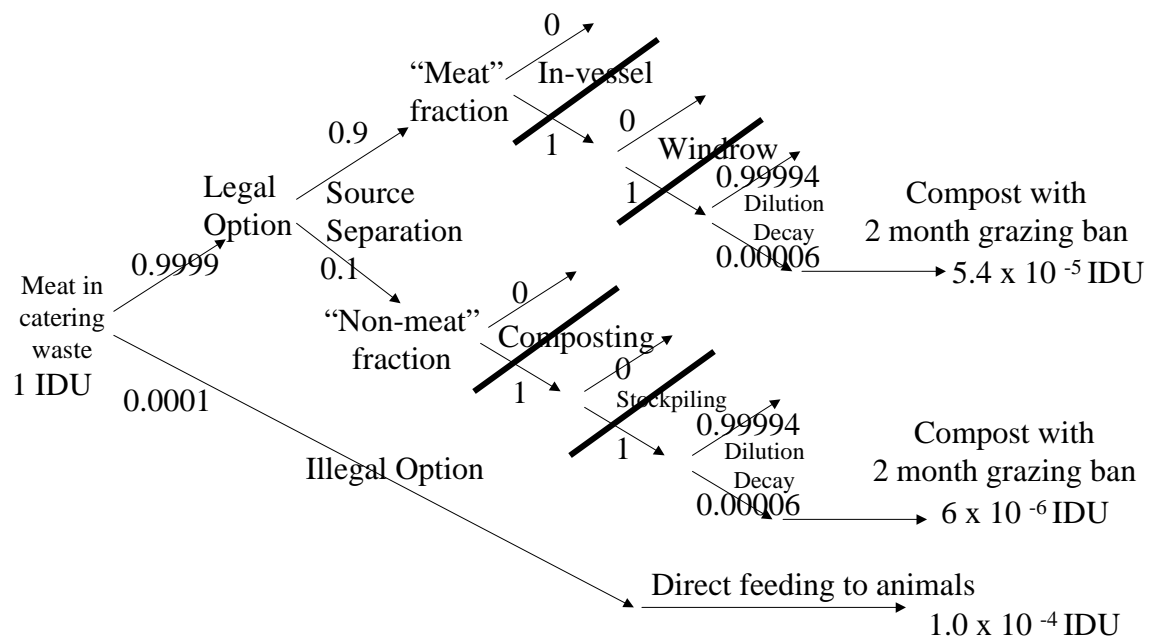 0
“Meat”
fraction
In-vessel
1
0.9
0
Windrow
1
0.99994
Dilution
Decay
0.00006
Compost with
2 month grazing ban
5.4 x 10 -5 IDU
Legal
Option
Source
Separation
0.9999
0.1
Meat in
catering
waste
1 IDU
0
“Non-meat”
fraction
Composting
1
0
Stockpiling
1
0.99994
Dilution
Decay
0.00006
Compost with
2 month grazing ban
6 x 10 -6 IDU
0.0001
Illegal Option
Direct feeding to animals
1.0 x 10 -4 IDU